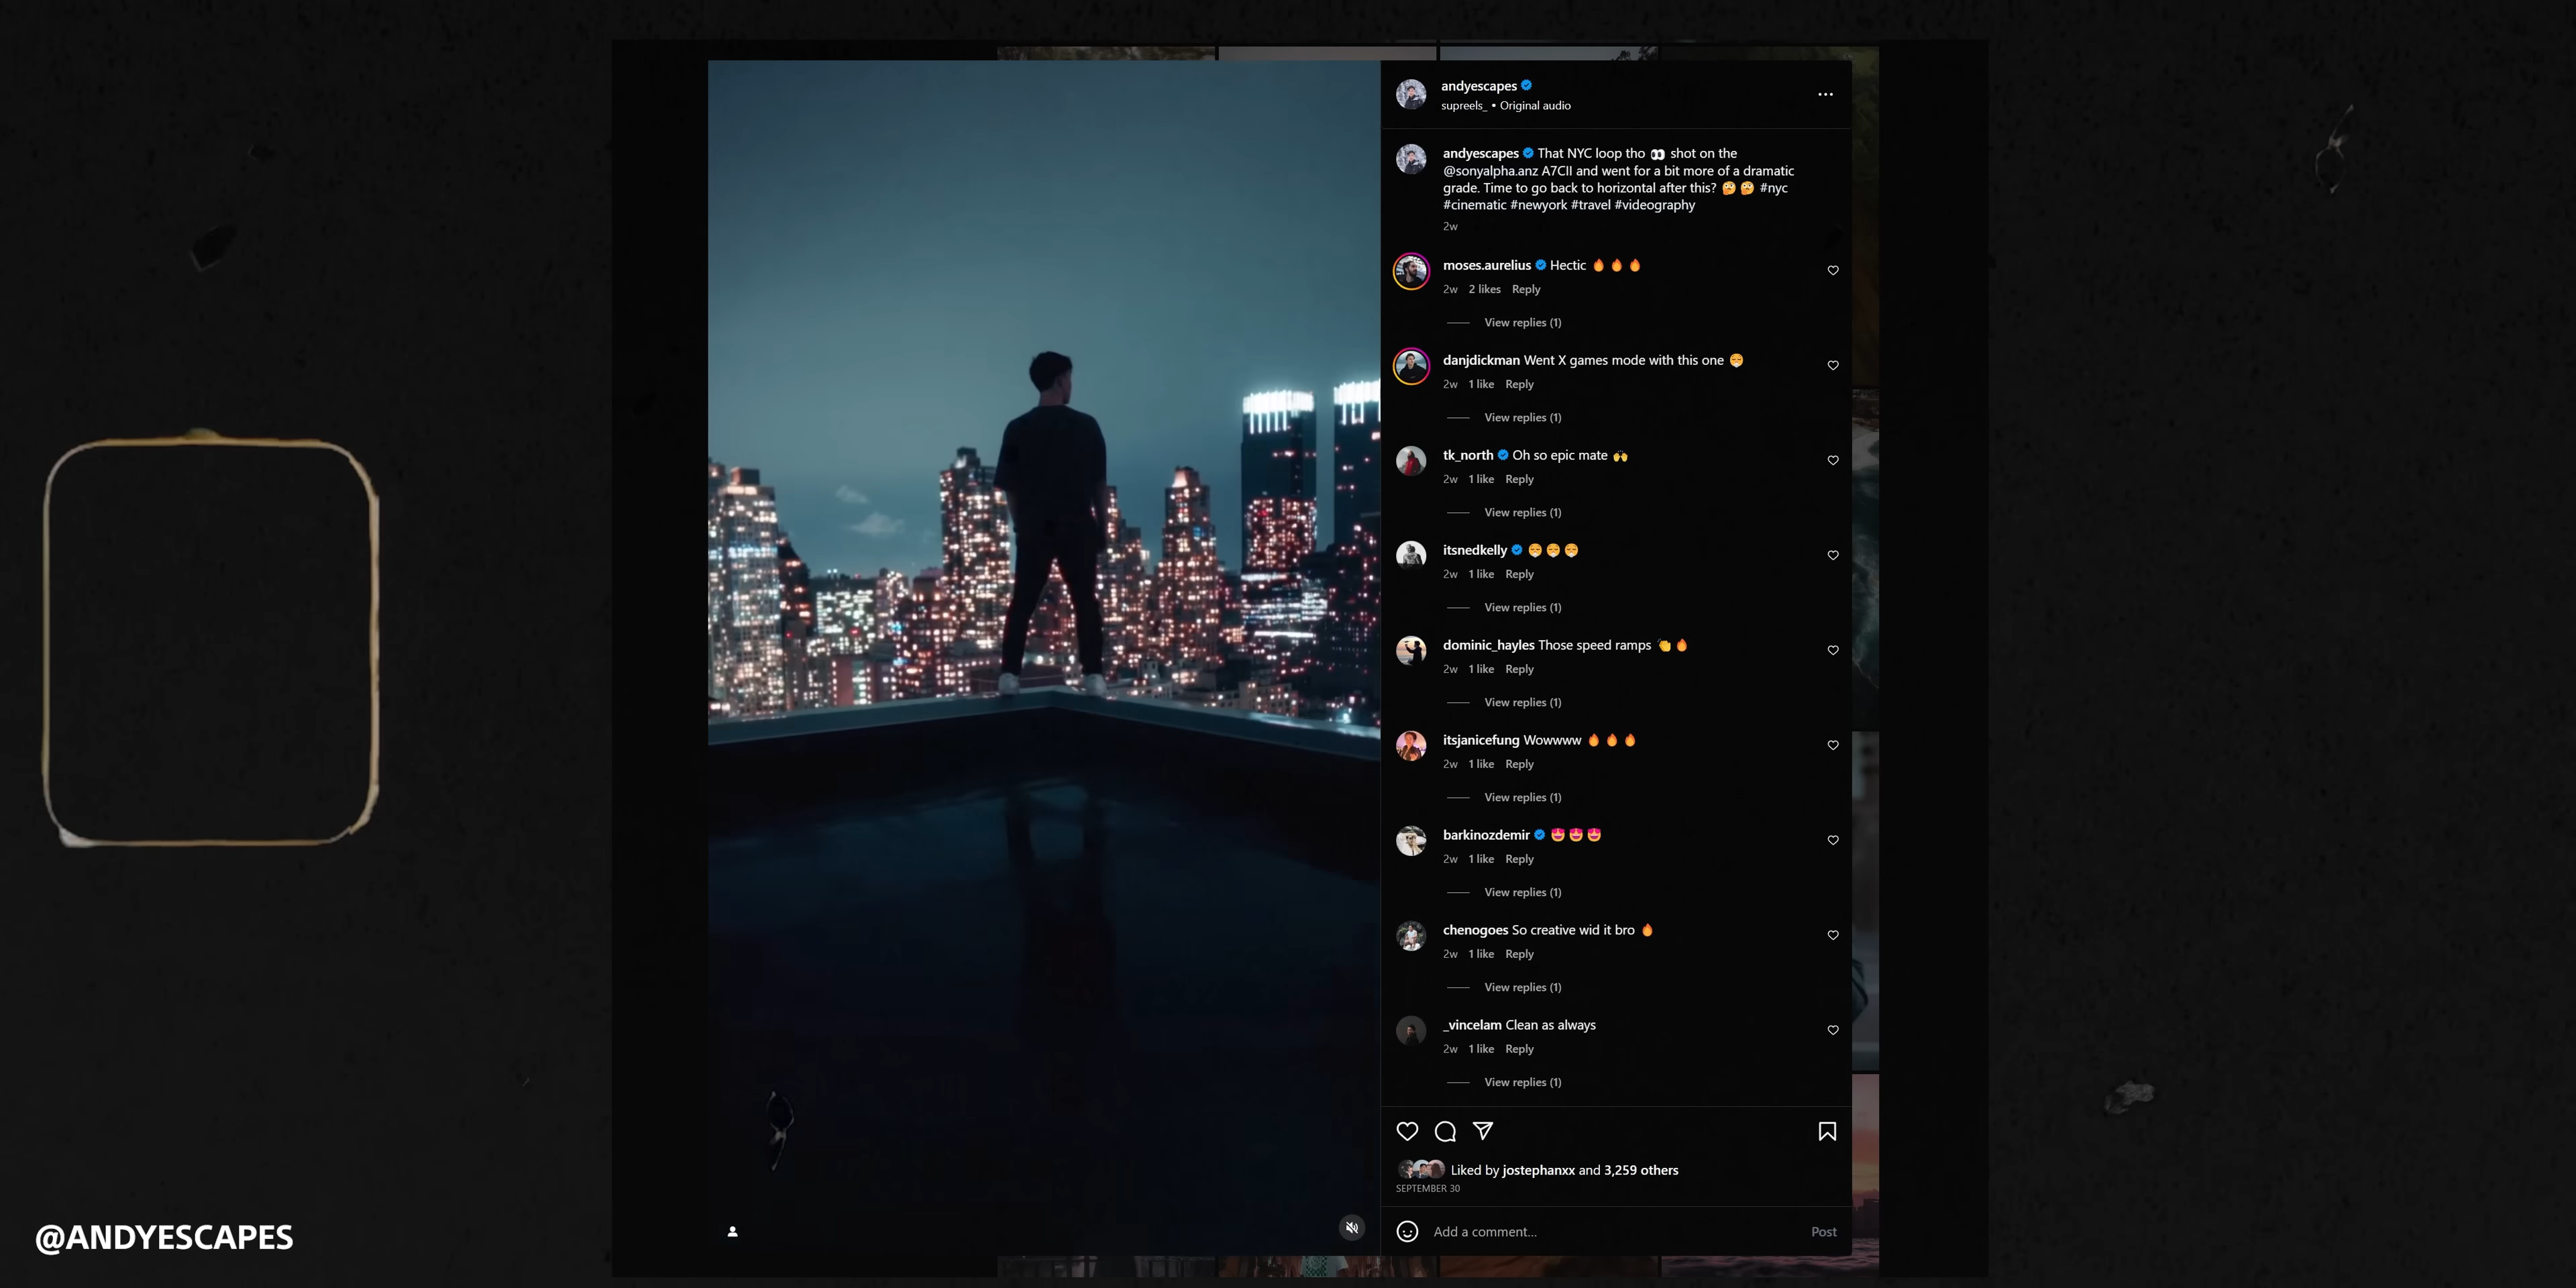 andyescapes
supreels_ • Original audio
andyescapes That NYC loop tho 👀 shot on the
@sonyalpha.anz A7CII and went for a bit more of a dramatic
grade. Time to go back to horizontal after this? 🤔 🤔 #nyc
#cinematic #newyork #travel #videography
2w
moses.aurelius Hectic 🔥 🔥 🔥
2w 2 likes Reply
View replies (1)
danjdickman Went X games mode with this one 😁
2w 1 like Reply
View replies (1)
tk_north Oh so epic mate 🙌
2w 1 like Reply
View replies (1)
itsnedkelly 😁 😁 😁
2w 1 like Reply
View replies (1)
dominic_hayles Those speed ramps 👏 🔥
2w 1 like Reply
View replies (1)
itsjanicefung Wowwww 🔥 🔥 🔥
2w 1 like Reply
View replies (1)
barkinozdemir 😍 😍 😍
2w 1 like Reply
View replies (1)
chenogoes So creative wid it bro 🔥
2w 1 like Reply
View replies (1)
_vincelam Clean as always
2w 1 like Reply
View replies (1)
Liked by jostephanxx and 3,259 others
SEPTEMBER 30
Add a comment... Post
@ANDYESCAPES